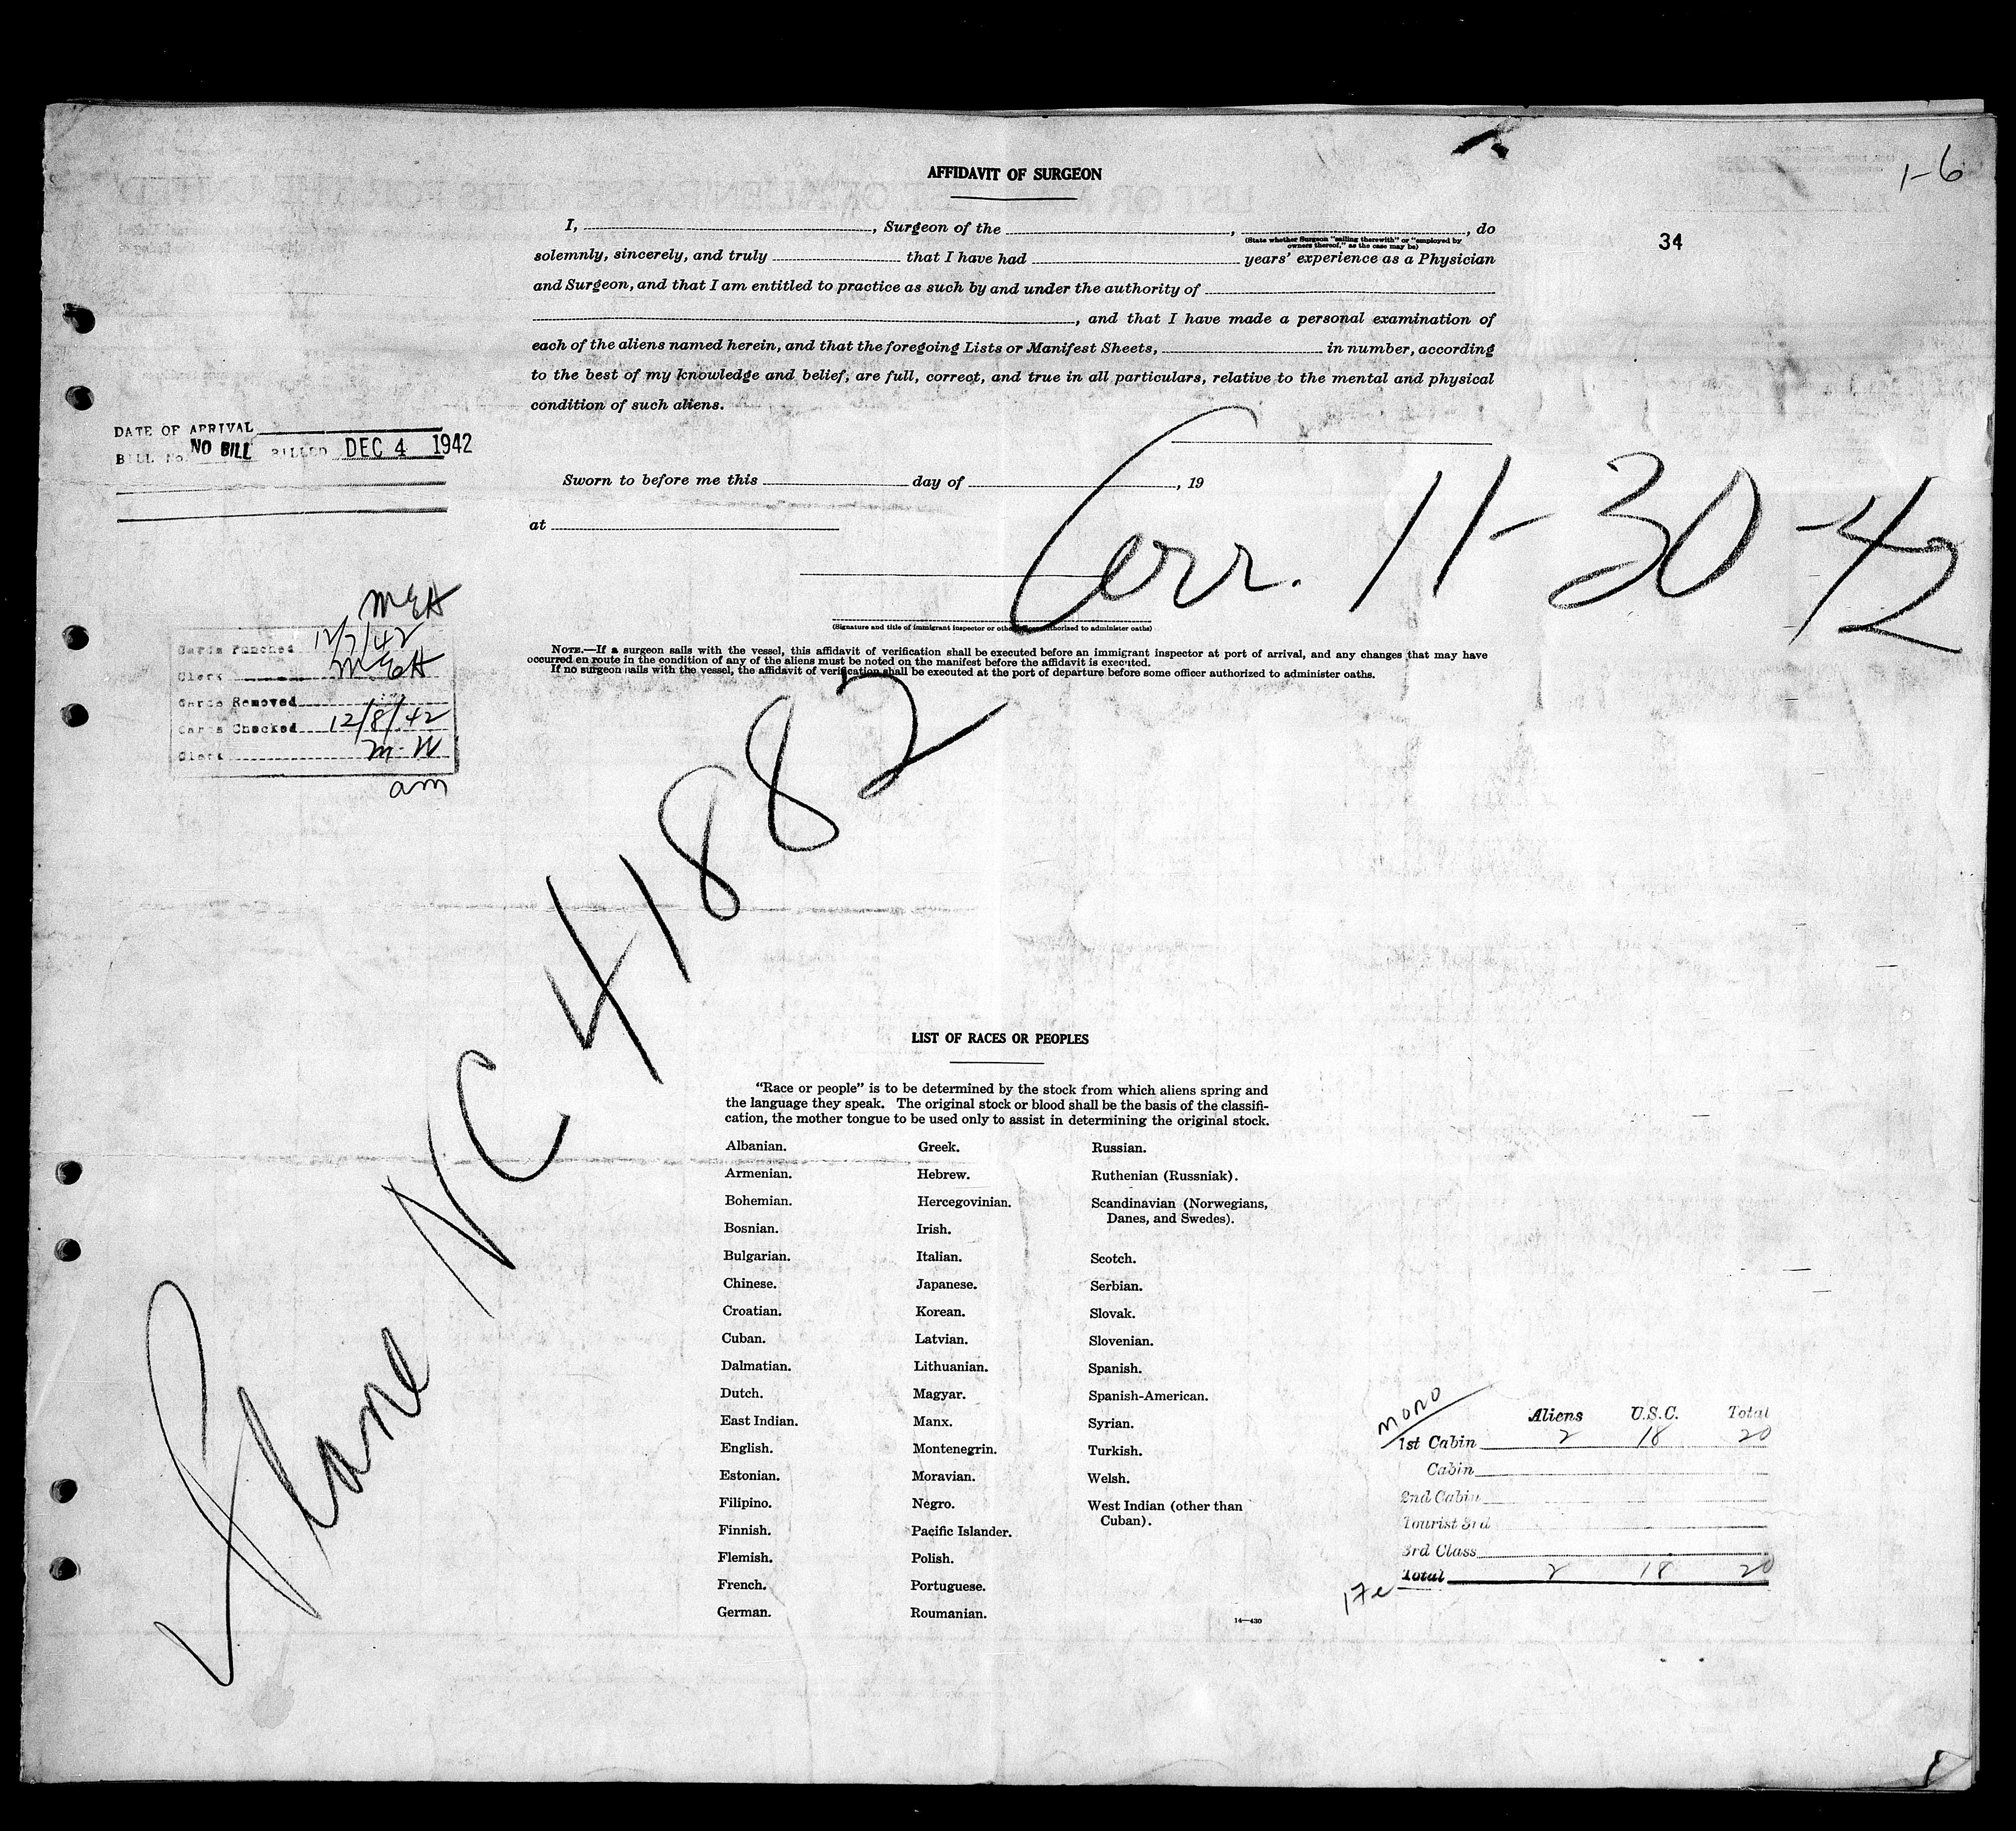 1-6
34
AFFIDAVIT OF SURGEON
I, , Surgeon of the , , do
(State whether Surgeon "sailing therewith" or "employed by
owners thereof," as the case may be)
solemnly, sincerely, and truly that I have had years' experience as a Physician
and Surgeon, and that I am entitled to practice as such by and under the authority of
, and that I have made a personal examination of
each of the aliens named herein, and that the foregoing Lists or Manifest Sheets, in number, according
to the best of my knowledge and belief, are full, correct, and true in all particulars, relative to the mental and physical
condition of such aliens.
DATE OF ARRIVAL
BILL No. NO BILL BILLED DEC 4 1942
Sworn to before me this day of , 19
at
arr. 11-30-42
(Signature and title of immigrant inspector or other authorized to administer oaths)
NOTE.—If a surgeon sails with the vessel, this affidavit of verification shall be executed before an immigrant inspector at port of arrival, and any changes that may have
occurred en route in the condition of any of the aliens must be noted on the manifest before the affidavit is executed.
If no surgeon sails with the vessel, the affidavit of verification shall be executed at the port of departure before some officer authorized to administer oaths.
MEA
Cards Punched 12/7/42
Clerk MEA
Cards Removed
Cards Checked 12/8/42
Clerk M-W
am
Plane NC 41882
LIST OF RACES OR PEOPLES
"Race or people" is to be determined by the stock from which aliens spring and
the language they speak. The original stock or blood shall be the basis of the classifi-
cation, the mother tongue to be used only to assist in determining the original stock.
Albanian.
Armenian.
Bohemian.
Bosnian.
Bulgarian.
Chinese.
Croatian.
Cuban.
Dalmatian.
Dutch.
East Indian.
English.
Estonian.
Filipino.
Finnish.
Flemish.
French.
German.
Greek.
Hebrew.
Hercegovinian.
Irish.
Italian.
Japanese.
Korean.
Latvian.
Lithuanian.
Magyar.
Manx.
Montenegrin.
Moravian.
Negro.
Pacific Islander.
Polish.
Portuguese.
Roumanian.
Russian.
Ruthenian (Russniak).
Scandinavian (Norwegians,
Danes, and Swedes).
Scotch.
Serbian.
Slovak.
Slovenian.
Spanish.
Spanish-American.
Syrian.
Turkish.
Welsh.
West Indian (other than
Cuban).
14—430
mono
Aliens U.S.C. Total
1st Cabin 2 18 20
Cabin
2nd Cabin
Tourist 3rd
3rd Class
Total 2 18 20